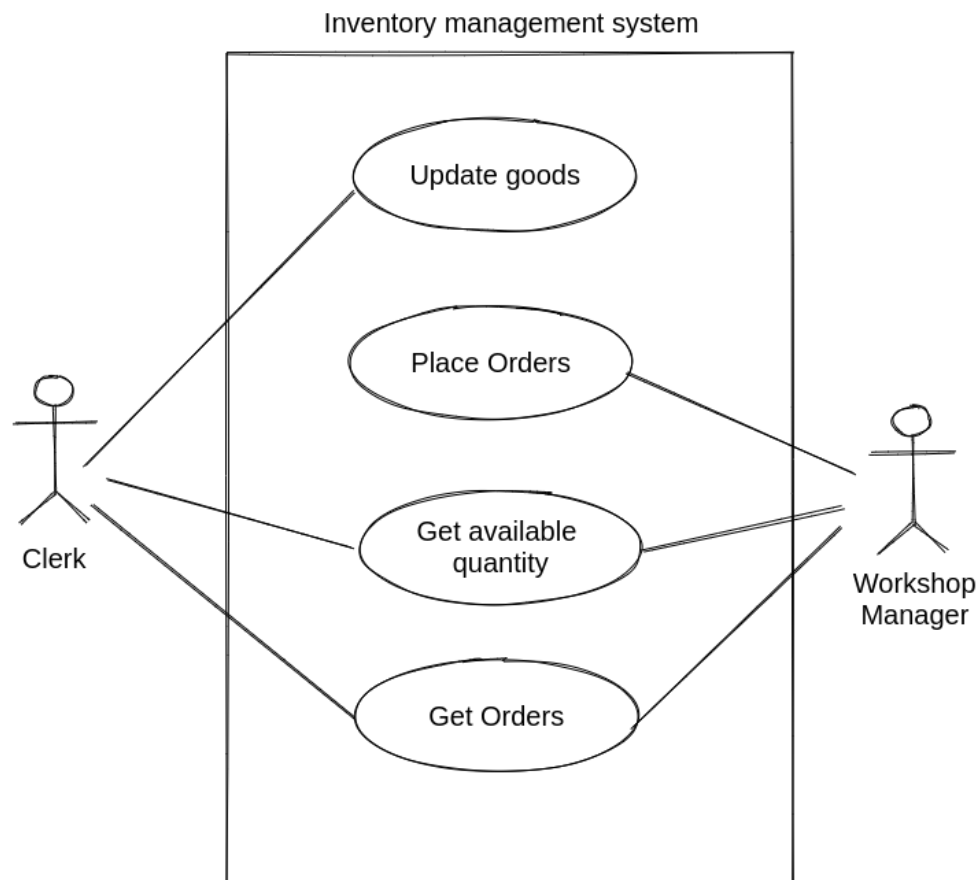 Inventory management system
Update goods
Place Orders
Get available
quantity
Clerk
Workshop
Manager
Get Orders